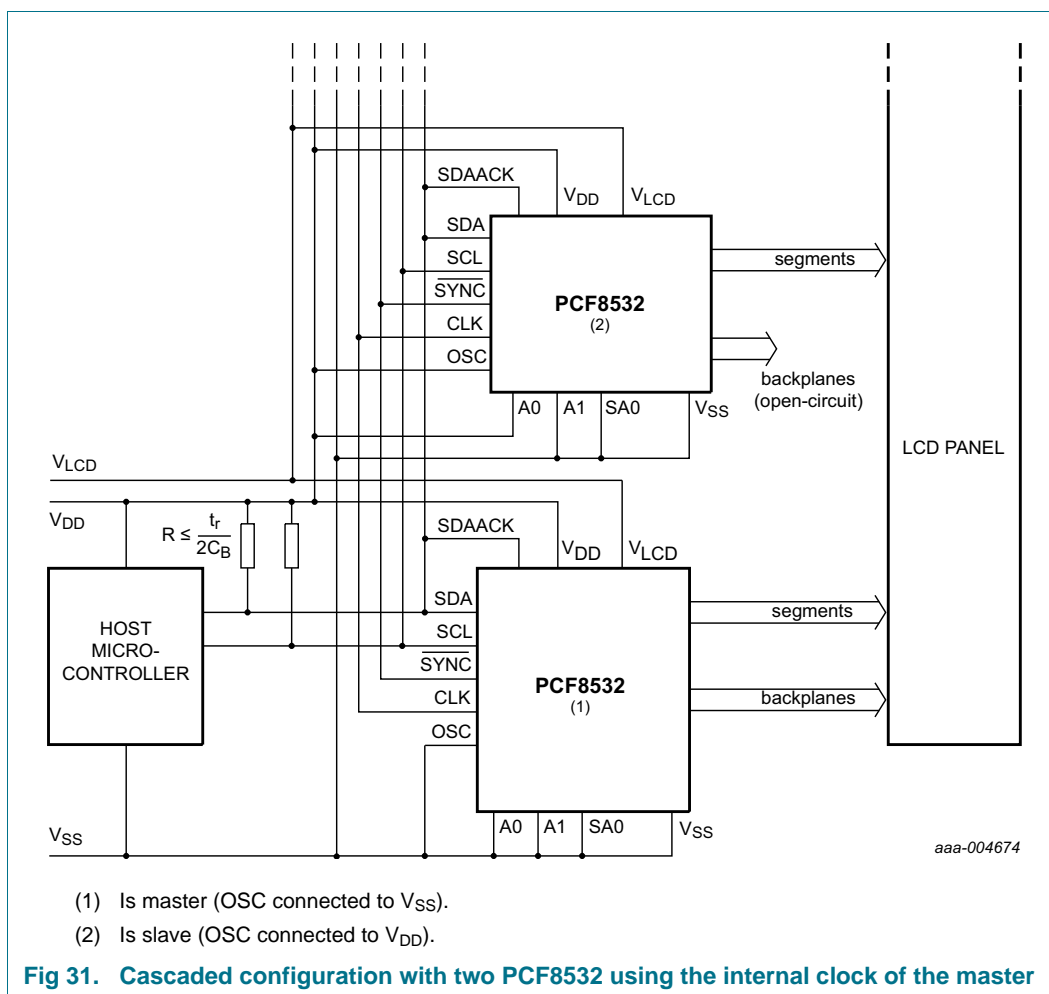 SDAACK
VDD
VLCD
SDA
SCL
SYNC
CLK
OSC
PCF8532
(2)
segments
backplanes
(open-circuit)
A0
A1
SA0
VSS
LCD PANEL
VLCD
VDD
R ≤ tr
2CB
HOST
MICRO-
CONTROLLER
SDAACK
VDD
VLCD
SDA
SCL
SYNC
CLK
OSC
PCF8532
(1)
segments
backplanes
A0
A1
SA0
VSS
VSS
aaa-004674
(1) Is master (OSC connected to VSS).
(2) Is slave (OSC connected to VDD).
Fig 31. Cascaded configuration with two PCF8532 using the internal clock of the master